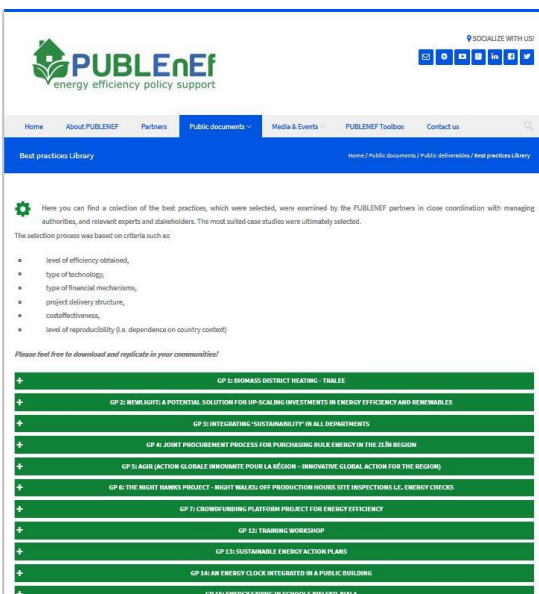 SOCIALIZE WITH US!
PUBLEnEf
energy efficiency policy support
Home About PUBLENEF Partners Public documents Media & Events PUBLENEF Toolbox Contact us
Best practices Library
Home / Public documents / Public deliverables / Best practices Library
Here you can find a colection of the best practices, which were selected, were examined by the PUBLENEF partners in close coordination with managing
authorities, and relevant experts and stakeholders. The most suited case studies were ultimately selected.
The selection process was based on criteria such as:
level of efficiency obtained,
type of technology,
type of financial mechanisms,
project delivery structure,
costeffectiveness,
level of reproducibility (i.e. dependence on country context)
Please feel free to download and replicate in your communities!
GP 1: BIOMASS DISTRICT HEATING - TRALEE
GP 2: NEWLIGHT: A POTENTIAL SOLUTION FOR UP-SCALING INVESTMENTS IN ENERGY EFFICIENCY AND RENEWABLES
GP 3: INTEGRATING 'SUSTAINABILITY' IN ALL DEPARTMENTS
GP 4: JOINT PROCUREMENT PROCESS FOR PURCHASING BULK ENERGY IN THE ZLÍN REGION
GP 5: AGIR (ACTION GLOBALE INNOVANTE POUR LA RÉGION – INNOVATIVE GLOBAL ACTION FOR THE REGION)
GP 6: THE NIGHT HAWKS PROJECT - NIGHT WALKS: OFF PRODUCTION HOURS SITE INSPECTIONS I.E. ENERGY CHECKS
GP 7: CROWDFUNDING PLATFORM PROJECT FOR ENERGY EFFICIENCY
GP 12: TRAINING WORKSHOP
GP 13: SUSTAINABLE ENERGY ACTION PLANS
GP 14: AN ENERGY CLOCK INTEGRATED IN A PUBLIC BUILDING
GP 15: ENERGY SAVING IN SCHOOLS BIELSKO-BIALA